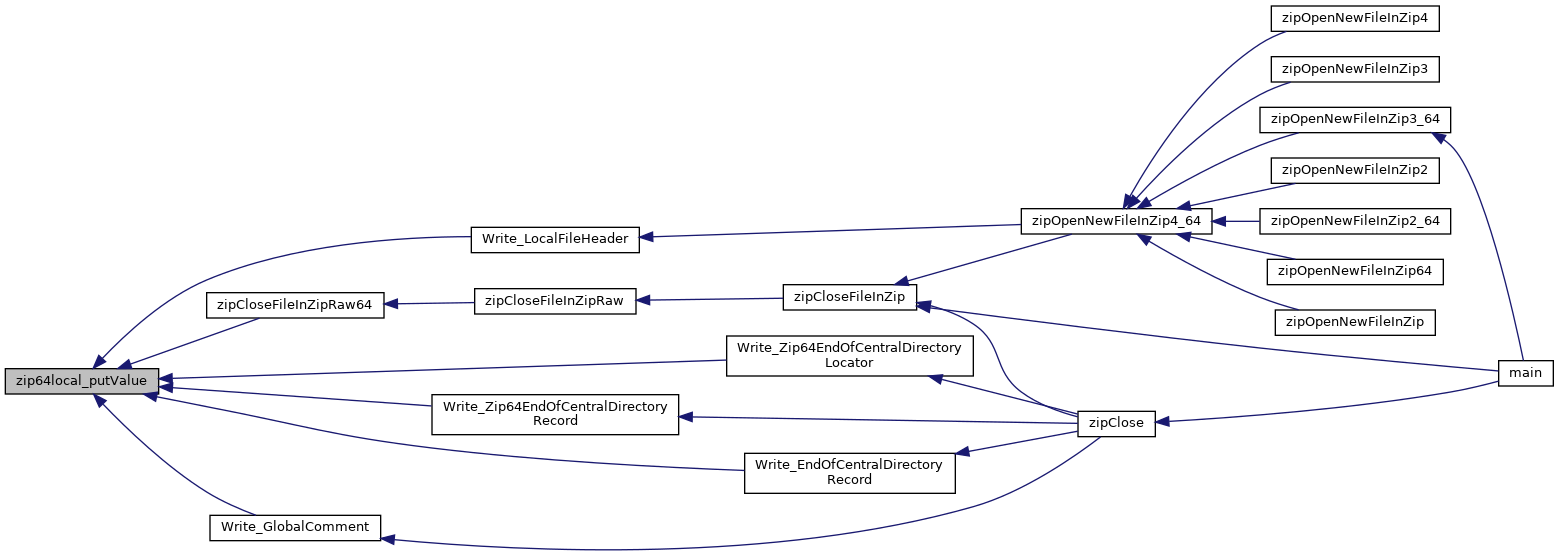 zipOpenNewFileInZip4
zipOpenNewFileInZip3
zipOpenNewFileInZip3_64
zipOpenNewFileInZip2
zipOpenNewFileInZip4_64
zipOpenNewFileInZip2_64
Write_LocalFileHeader
zipOpenNewFileInZip64
zipCloseFileInZipRaw64
zipCloseFileInZipRaw
zipCloseFileInZip
zipOpenNewFileInZip
Write_Zip64EndOfCentralDirectory
Locator
main
zip64local_putValue
Write_Zip64EndOfCentralDirectory
Record
zipClose
Write_EndOfCentralDirectory
Record
Write_GlobalComment